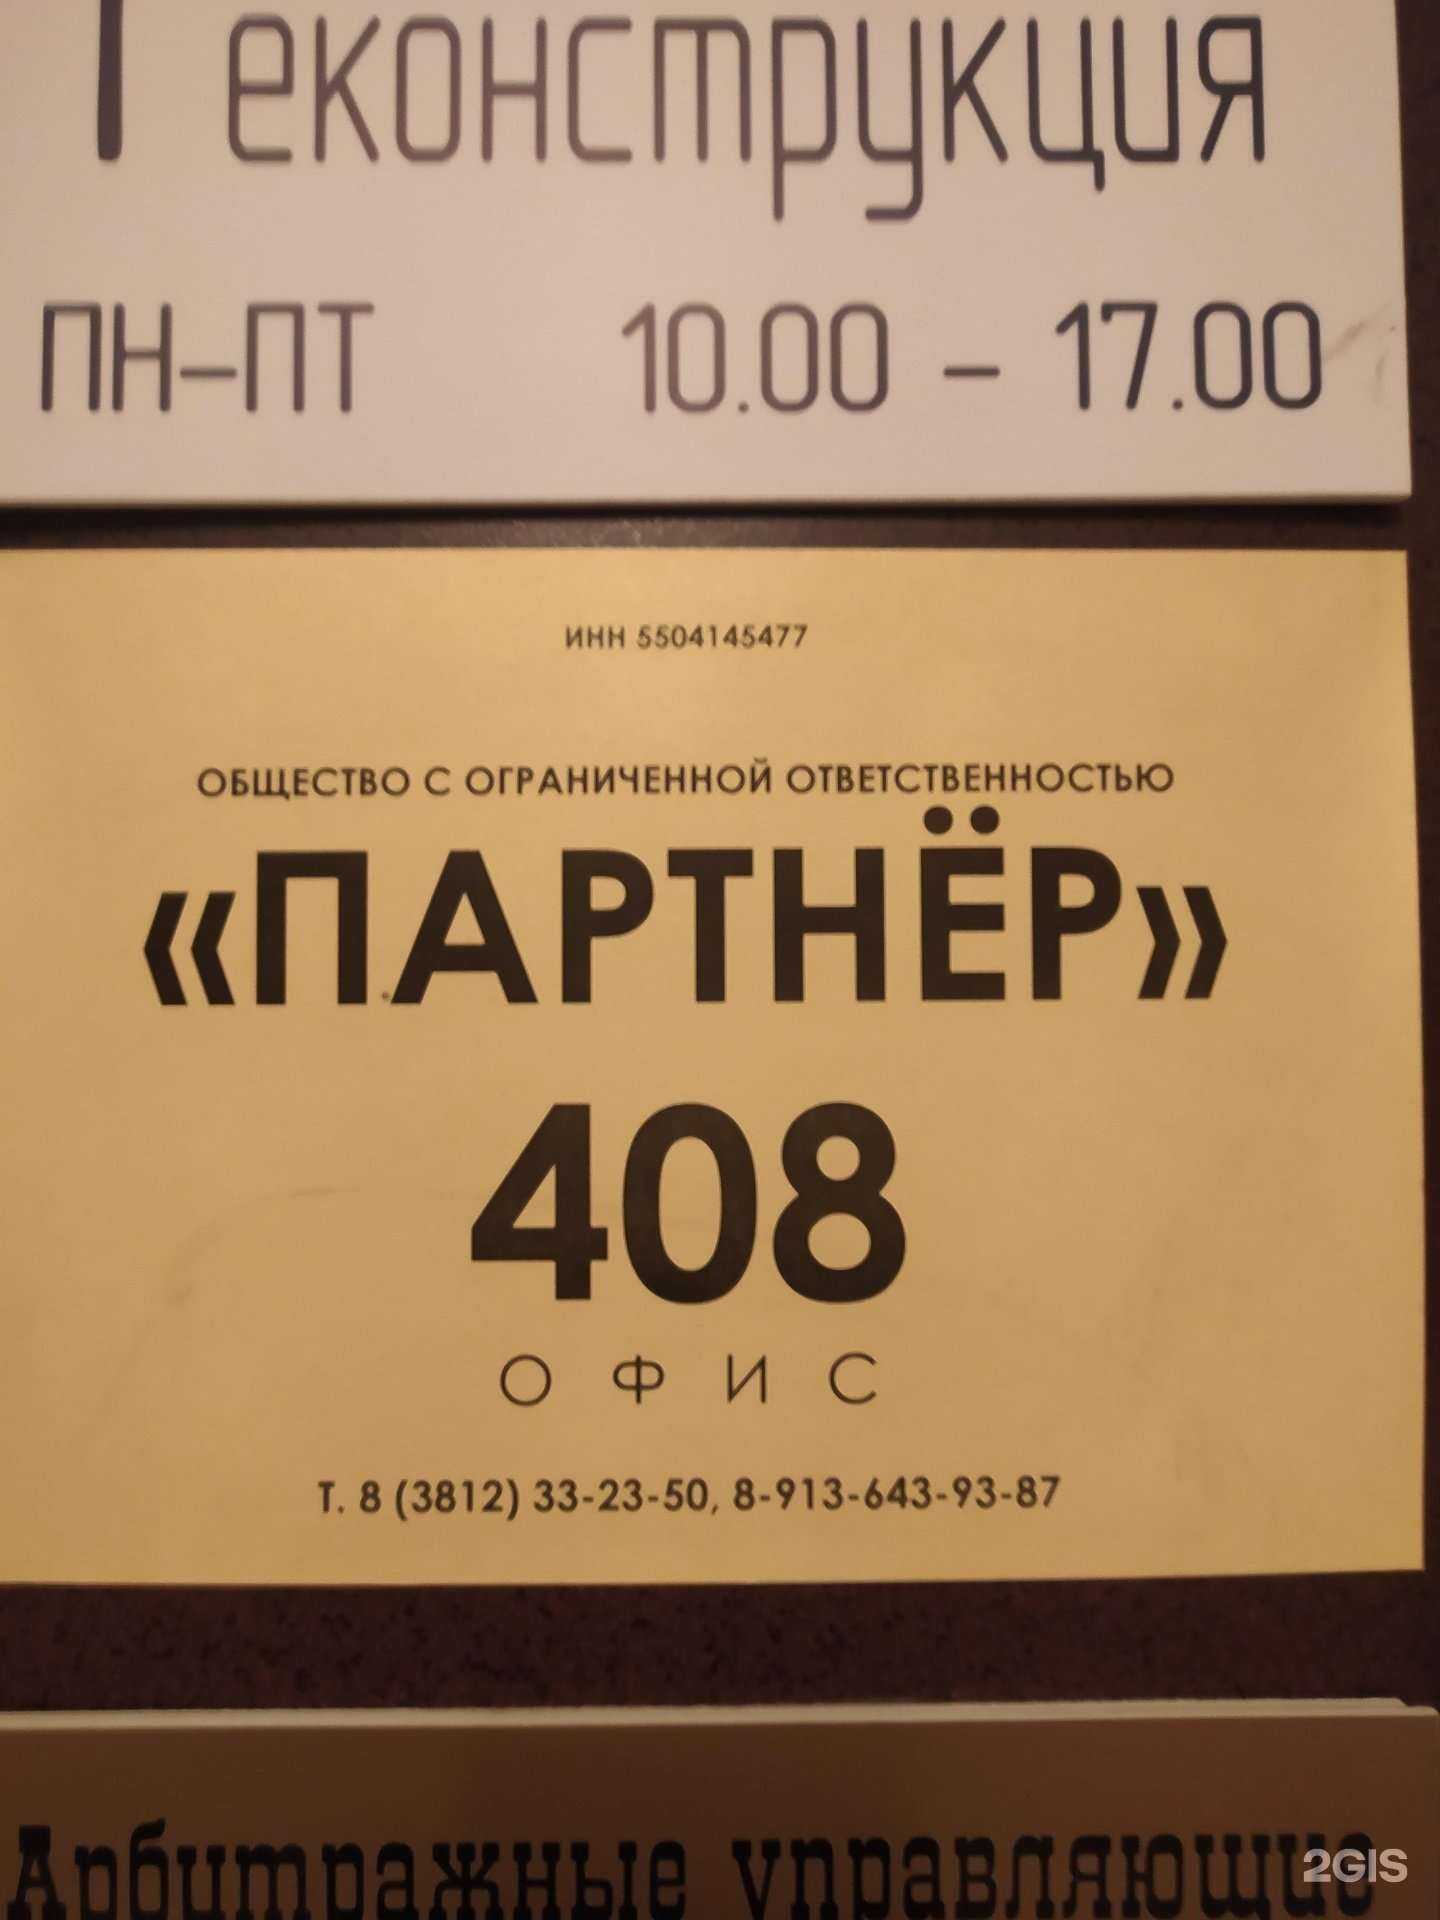 еконструкция
ПН-ПТ 10.00 - 17.00
ИНН 5504145477
ОБЩЕСТВО С ОГРАНИЧЕННОЙ ОТВЕТСТВЕННОСТЬЮ
«ПАРТНЁР»
408
ОФИС
Т. 8 (3812) 33-23-50, 8-913-643-93-87
Арбитражные управляющие
2GIS